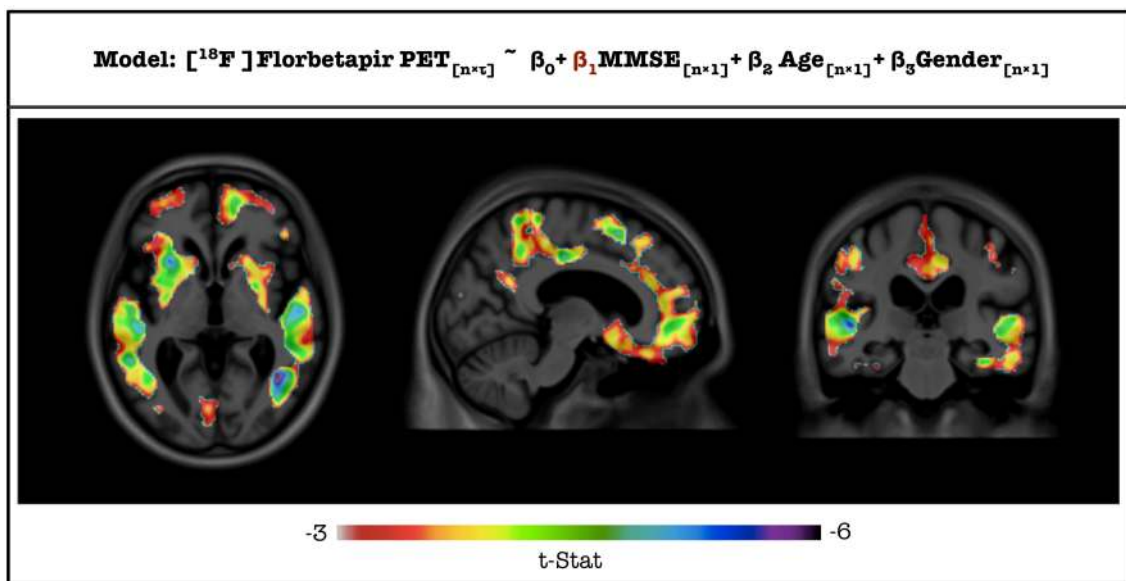 Model: [¹⁸F ]Florbetapir PET[n×τ] ~ β₀+ β₁MMSE[n×1]+ β₂ Age[n×1]+ β₃Gender[n×1]
-3 -6
t-Stat